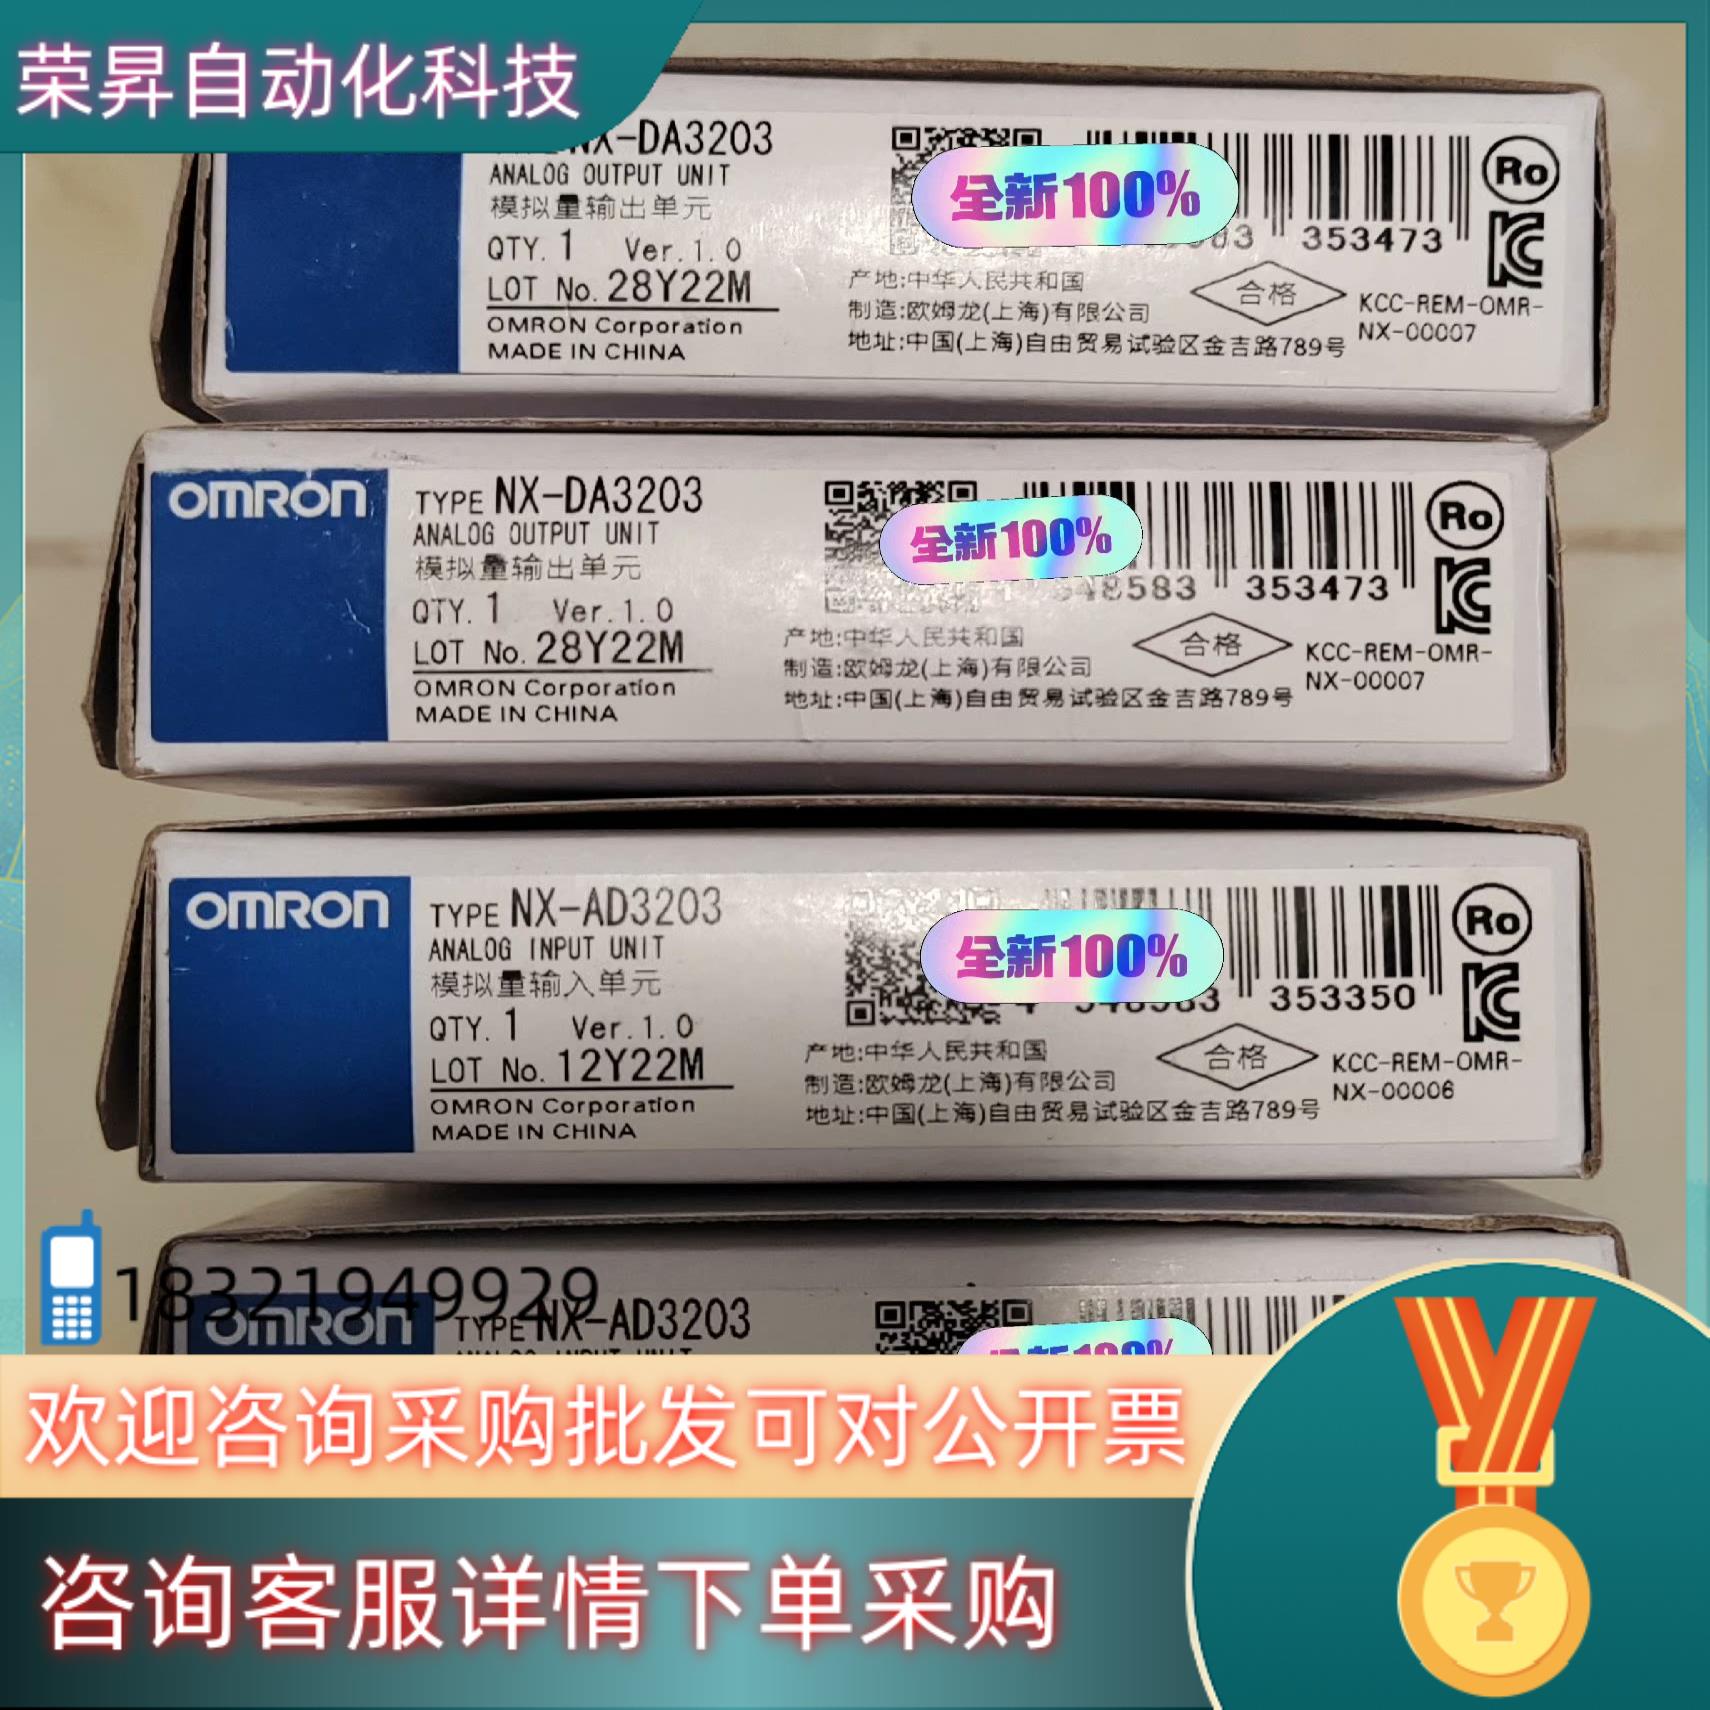 荣昇自动化科技
NX-DA3203
ANALOG OUTPUT UNIT
模拟量输出单元
QTY. 1 Ver.1.0
LOT No. 28Y22M
OMRON Corporation
MADE IN CHINA
全新100%
353473
产地:中华人民共和国
制造:欧姆龙(上海)有限公司
地址:中国(上海)自由贸易试验区金吉路789号
合格
Ro
KCC-REM-OMR-
NX-00007
OMRON
TYPE NX-DA3203
ANALOG OUTPUT UNIT
模拟量输出单元
QTY. 1 Ver.1.0
LOT No. 28Y22M
OMRON Corporation
MADE IN CHINA
全新100%
353473
产地:中华人民共和国
制造:欧姆龙(上海)有限公司
地址:中国(上海)自由贸易试验区金吉路789号
合格
Ro
KCC-REM-OMR-
NX-00007
OMRON
TYPE NX-AD3203
ANALOG INPUT UNIT
模拟量输入单元
QTY. 1 Ver.1.0
LOT No. 12Y22M
OMRON Corporation
MADE IN CHINA
全新100%
353350
产地:中华人民共和国
制造:欧姆龙(上海)有限公司
地址:中国(上海)自由贸易试验区金吉路789号
合格
Ro
KCC-REM-OMR-
NX-00006
18321949929
OMRON
TYPE NX-AD3203
欢迎咨询采购批发可对公开票
咨询客服详情下单采购